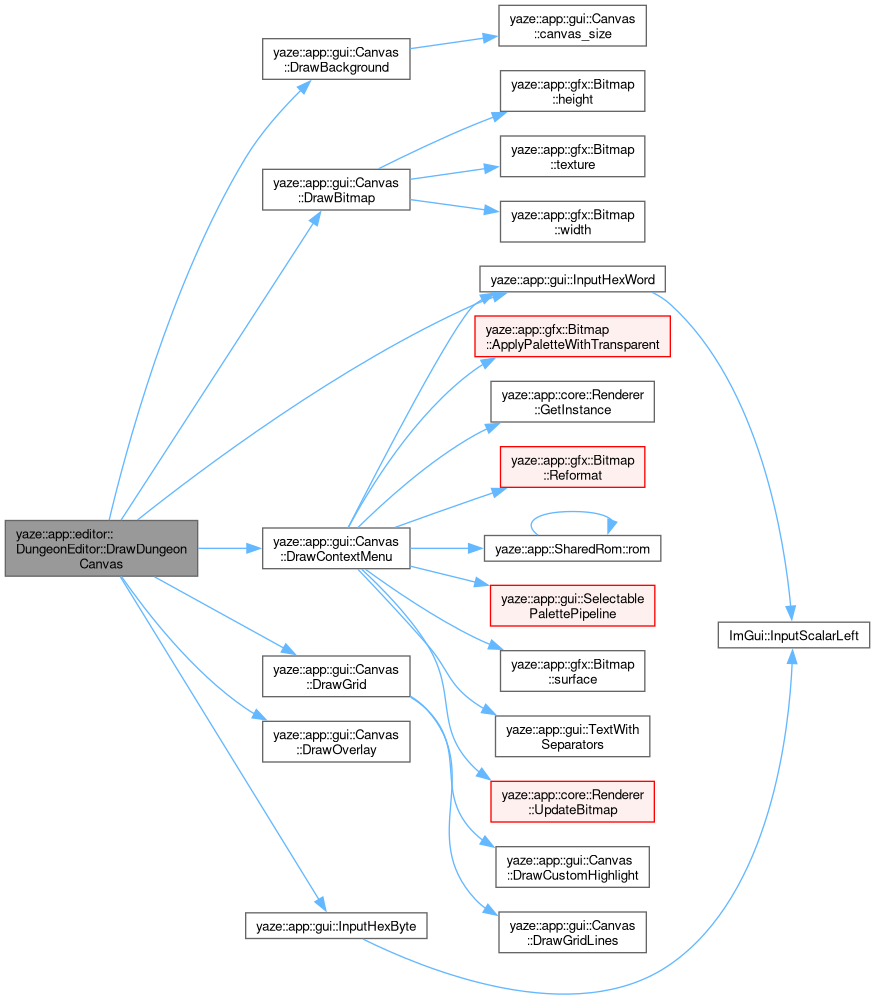 yaze::app::editor::
DungeonEditor::DrawDungeon
Canvas
yaze::app::gui::Canvas
::DrawBackground
yaze::app::gui::Canvas
::canvas_size
yaze::app::gui::Canvas
::DrawBitmap
yaze::app::gfx::Bitmap
::height
yaze::app::gfx::Bitmap
::texture
yaze::app::gfx::Bitmap
::width
yaze::app::gui::InputHexWord
yaze::app::gfx::Bitmap
::ApplyPaletteWithTransparent
yaze::app::core::Renderer
::GetInstance
yaze::app::gfx::Bitmap
::Reformat
yaze::app::gui::Canvas
::DrawContextMenu
yaze::app::SharedRom::rom
yaze::app::gui::Selectable
PalettePipeline
ImGui::InputScalarLeft
yaze::app::gui::Canvas
::DrawGrid
yaze::app::gfx::Bitmap
::surface
yaze::app::gui::Canvas
::DrawOverlay
yaze::app::gui::TextWith
Separators
yaze::app::core::Renderer
::UpdateBitmap
yaze::app::gui::Canvas
::DrawCustomHighlight
yaze::app::gui::InputHexByte
yaze::app::gui::Canvas
::DrawGridLines